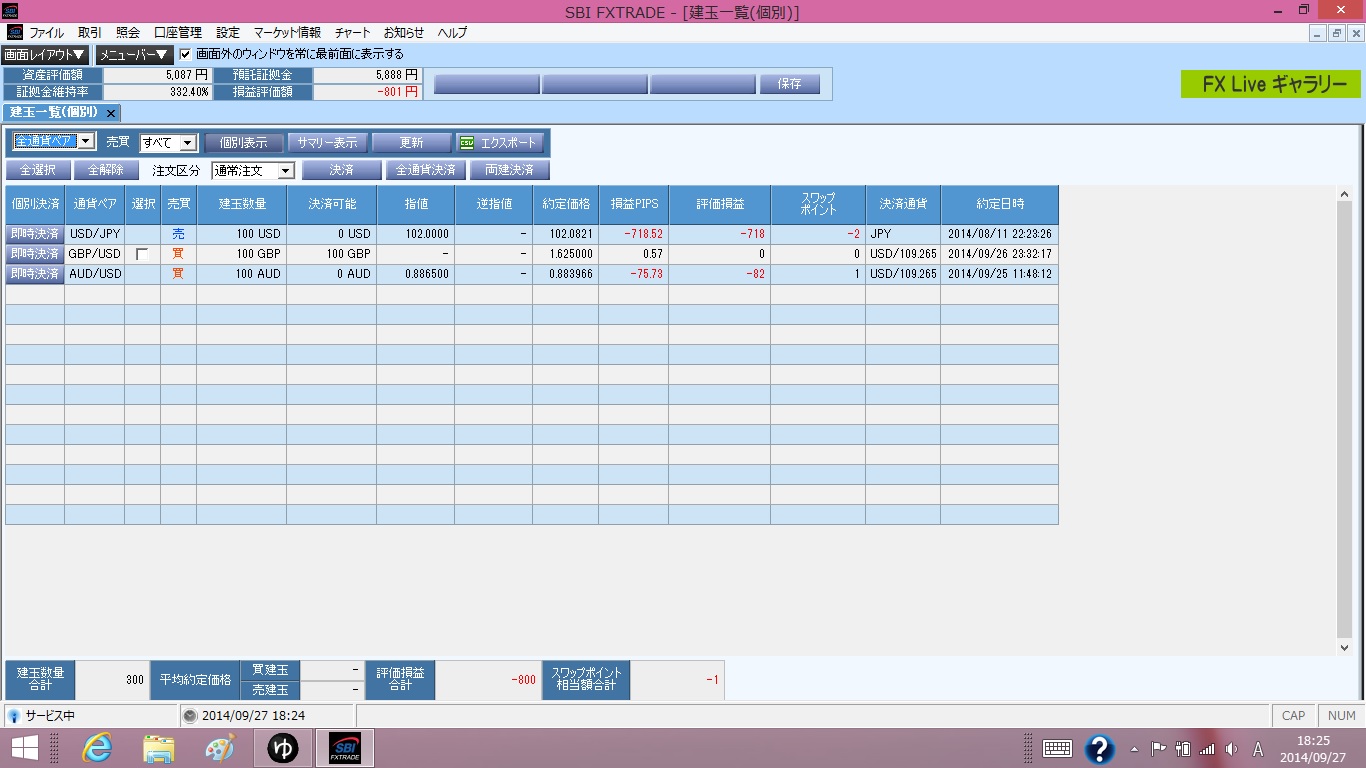 SBI FXTRADE - [建玉一覧(個別)]
ファイル 取引 照会 口座管理 設定 マーケット情報 チャート お知らせ ヘルプ
画面レイアウト▼ メニューバー▼ 画面外のウィンドウを常に最前面に表示する
資産評価額 5,087 円 預託証拠金 5,888 円
証拠金維持率 332.40% 損益評価額 -801 円
保存
FX Live ギャラリー
建玉一覧(個別) ×
全通貨ペア 売買 すべて 個別表示 サマリー表示 更新 CSV エクスポート
全選択 全解除 注文区分 通常注文 決済 全通貨決済 両建決済
個別決済 通貨ペア 選択 売買 建玉数量 決済可能 指値 逆指値 約定価格 損益PIPS 評価損益 スワップポイント 決済通貨 約定日時
即時決済 USD/JPY 売 100 USD 0 USD 102.0000 - 102.0821 -718.52 -718 -2 JPY 2014/08/11 22:23:26
即時決済 GBP/USD 買 100 GBP 100 GBP - - 1.625000 0.57 0 0 USD/109.265 2014/09/26 23:32:17
即時決済 AUD/USD 買 100 AUD 0 AUD 0.886500 - 0.883966 -75.73 -82 1 USD/109.265 2014/09/25 11:48:12
建玉数量合計 300 平均約定価格 買建玉 - 売建玉 - 評価損益合計 -800 スワップポイント相当額合計 -1
サービス中 2014/09/27 18:24 CAP NUM
ゆ SBI FXTRADE A 18:25
2014/09/27